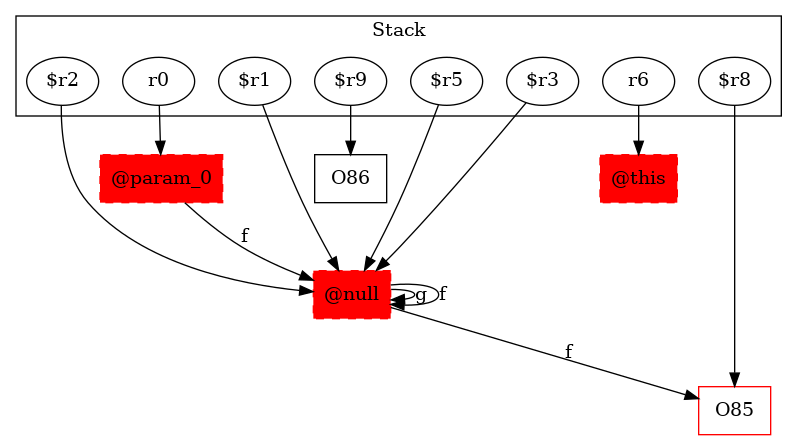 Stack
$r2 r0 $r1 $r9 $r5 $r3 r6 $r8
@param_0 O86 @this
f
@null g f
f
O85